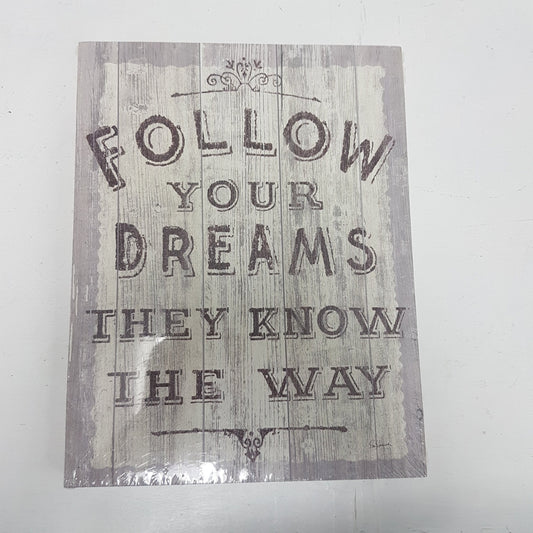 FOLLOW
YOUR
DREAMS
THEY KNOW
THE WAY